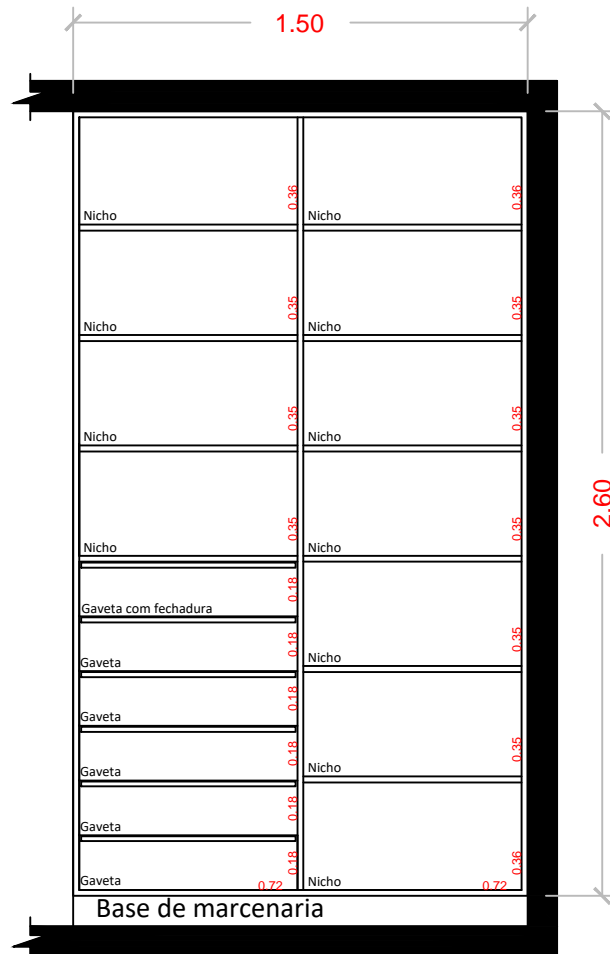 1.50
0.36
0.36
Nicho
Nicho
0.35
0.35
Nicho
Nicho
0.35
0.35
Nicho
Nicho
0.35
0.35
Nicho
Nicho
2.60
0.18
Gaveta com fechadura
0.18
0.35
Gaveta
Nicho
0.18
Gaveta
0.18
0.35
Gaveta
Nicho
0.18
Gaveta
0.18
0.36
Gaveta
0.72
Nicho
0.72
Base de marcenaria